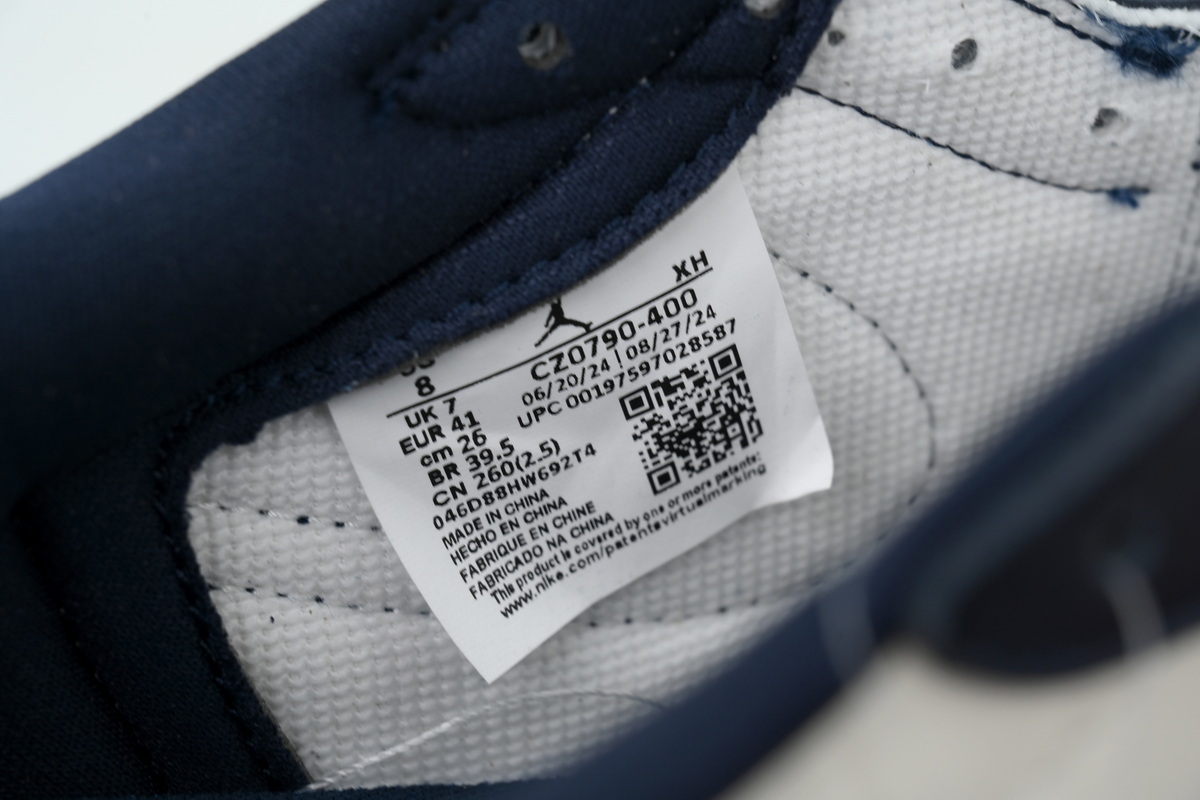 XH
8
CZ0790-400
06/20/24 | 08/27/24
UPC 00197597028587
UK 7
EUR 41
cm 26
BR 39.5
CN 260(2.5)
046D88HW692T4
MADE IN CHINA
HECHO EN CHINA
FABRIQUE EN CHINE
FABRICADO NA CHINA
This product is covered by one or more patents:
www.nike.com/patentsvirtualmarking